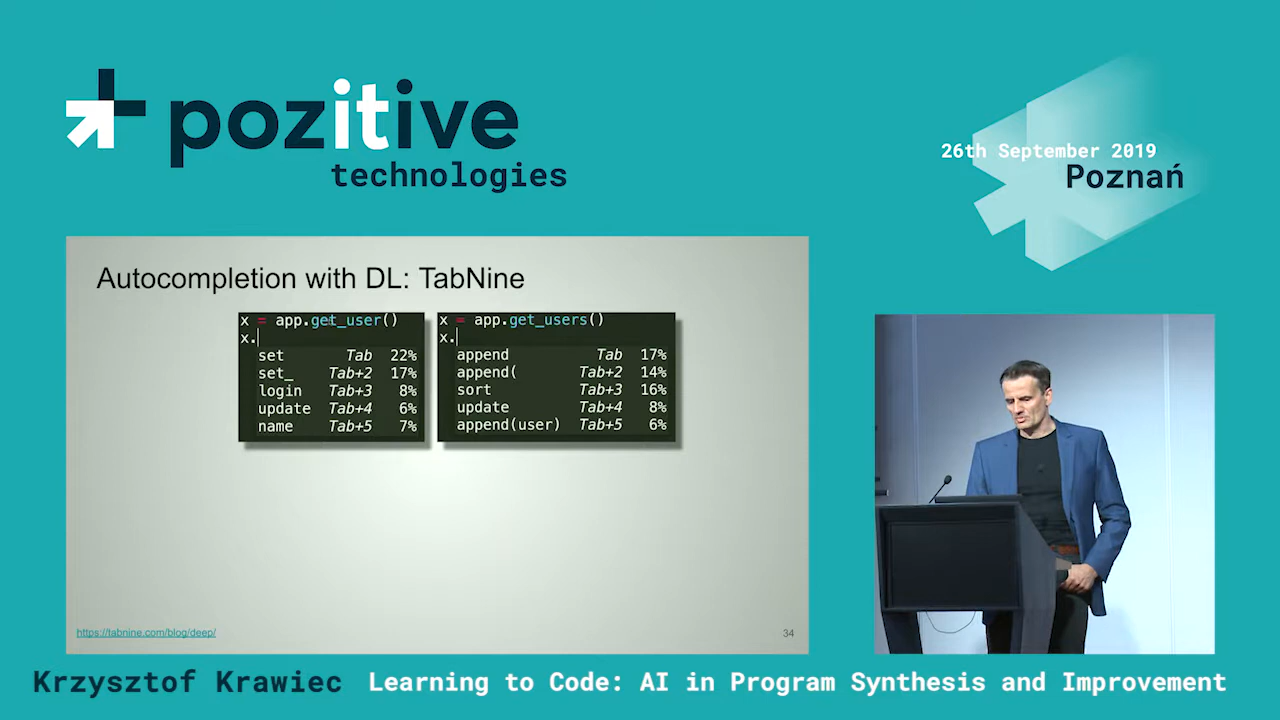 pozitive
technologies
26th September 2019
Poznań
Autocompletion with DL: TabNine
x = app.get_user()
x.
set Tab 22%
set_ Tab+2 17%
login Tab+3 8%
update Tab+4 6%
name Tab+5 7%
x = app.get_users()
x.
append Tab 17%
append( Tab+2 14%
sort Tab+3 16%
update Tab+4 8%
append(user) Tab+5 6%
https://tabnine.com/blog/deep/
34
Krzysztof Krawiec
Learning to Code: AI in Program Synthesis and Improvement